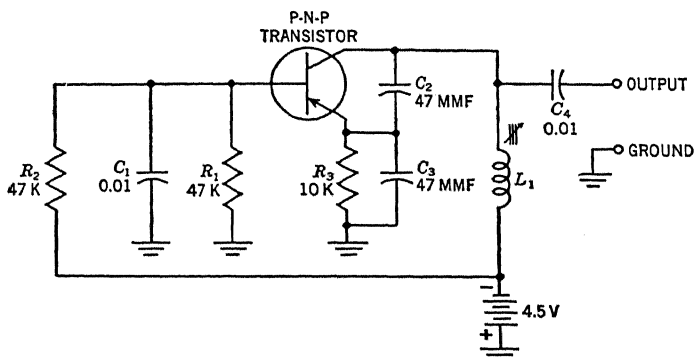 P-N-P
TRANSISTOR
C₂
47 MMF
OUTPUT
C₄
0.01
GROUND
R₂
47 K
C₁
0.01
R₁
47 K
R₃
10 K
C₃
47 MMF
L₁
−
4.5 V
+